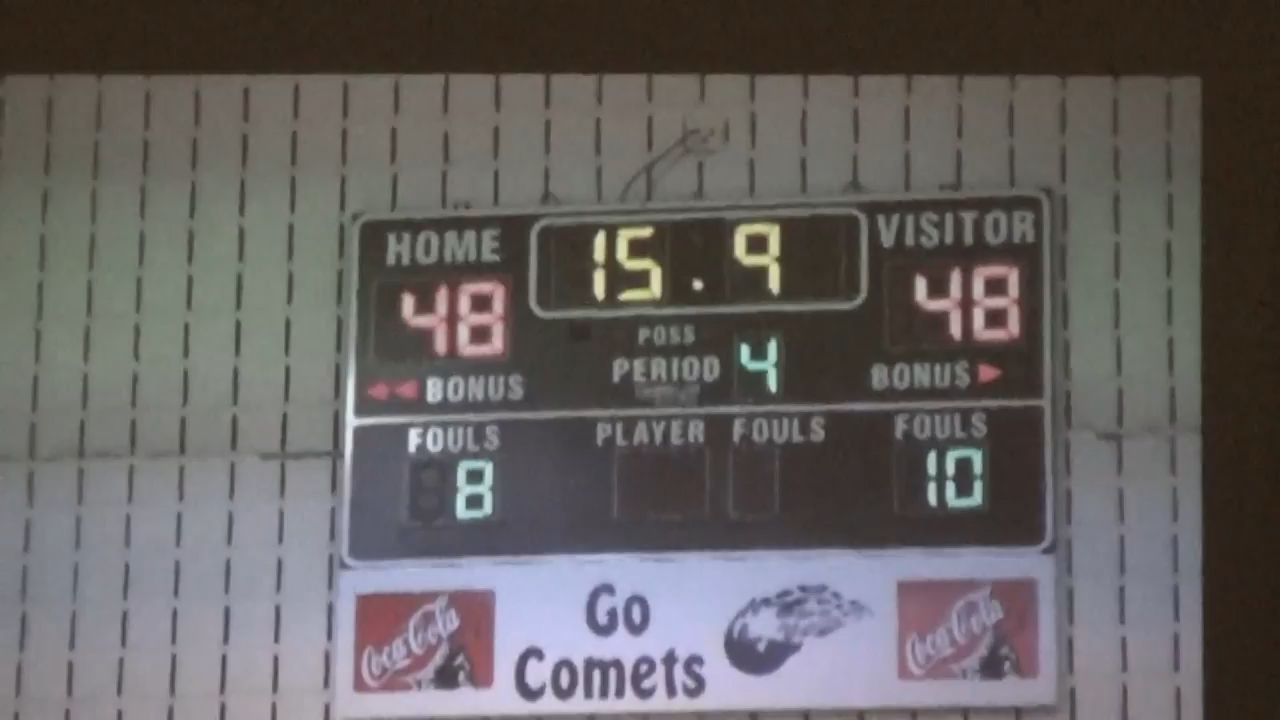 HOME 15.9 VISITOR
48 48
POSS
PERIOD 4
BONUS BONUS
FOULS PLAYER FOULS FOULS
8 10
Coca-Cola Go Comets Coca-Cola